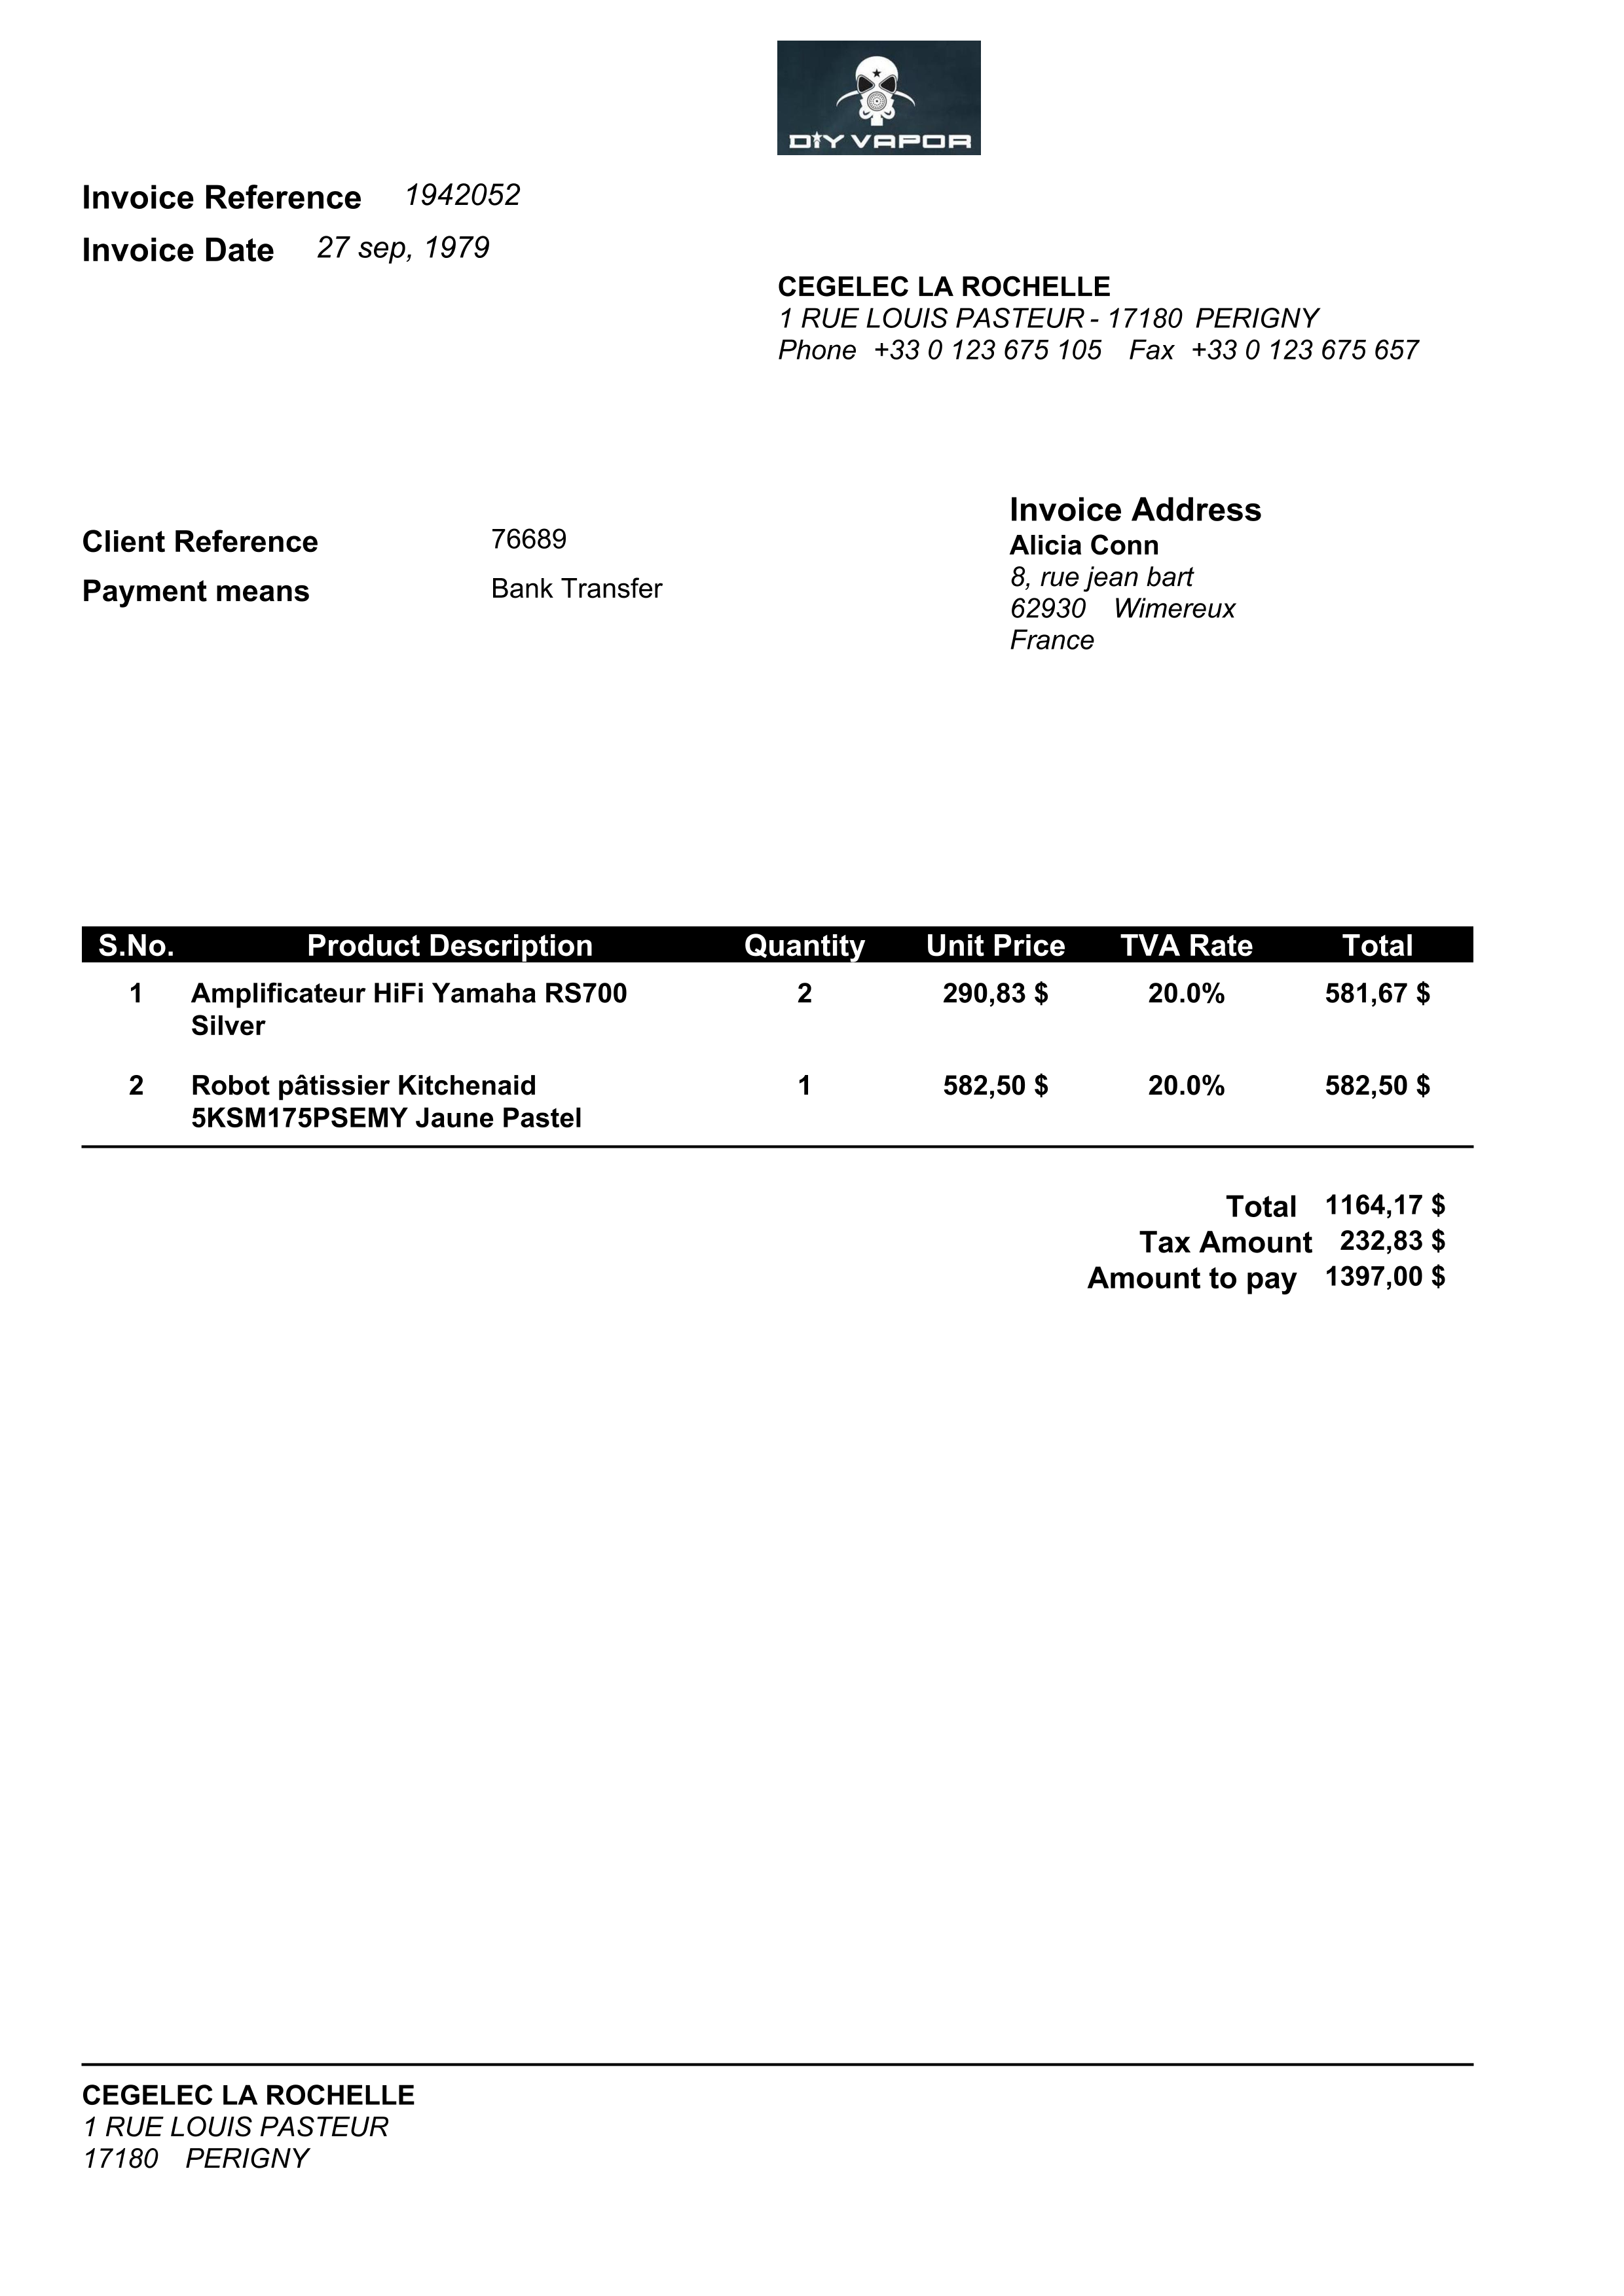 DIY VAPOR
Invoice Reference 1942052
Invoice Date 27 sep, 1979
CEGELEC LA ROCHELLE
1 RUE LOUIS PASTEUR - 17180 PERIGNY
Phone +33 0 123 675 105 Fax +33 0 123 675 657
Client Reference 76689
Payment means Bank Transfer
Invoice Address
Alicia Conn
8, rue jean bart
62930 Wimereux
France
S.No. Product Description Quantity Unit Price TVA Rate Total
1 Amplificateur HiFi Yamaha RS700 2 290,83 $ 20.0% 581,67 $
Silver
2 Robot pâtissier Kitchenaid 1 582,50 $ 20.0% 582,50 $
5KSM175PSEMY Jaune Pastel
Total 1164,17 $
Tax Amount 232,83 $
Amount to pay 1397,00 $
CEGELEC LA ROCHELLE
1 RUE LOUIS PASTEUR
17180 PERIGNY